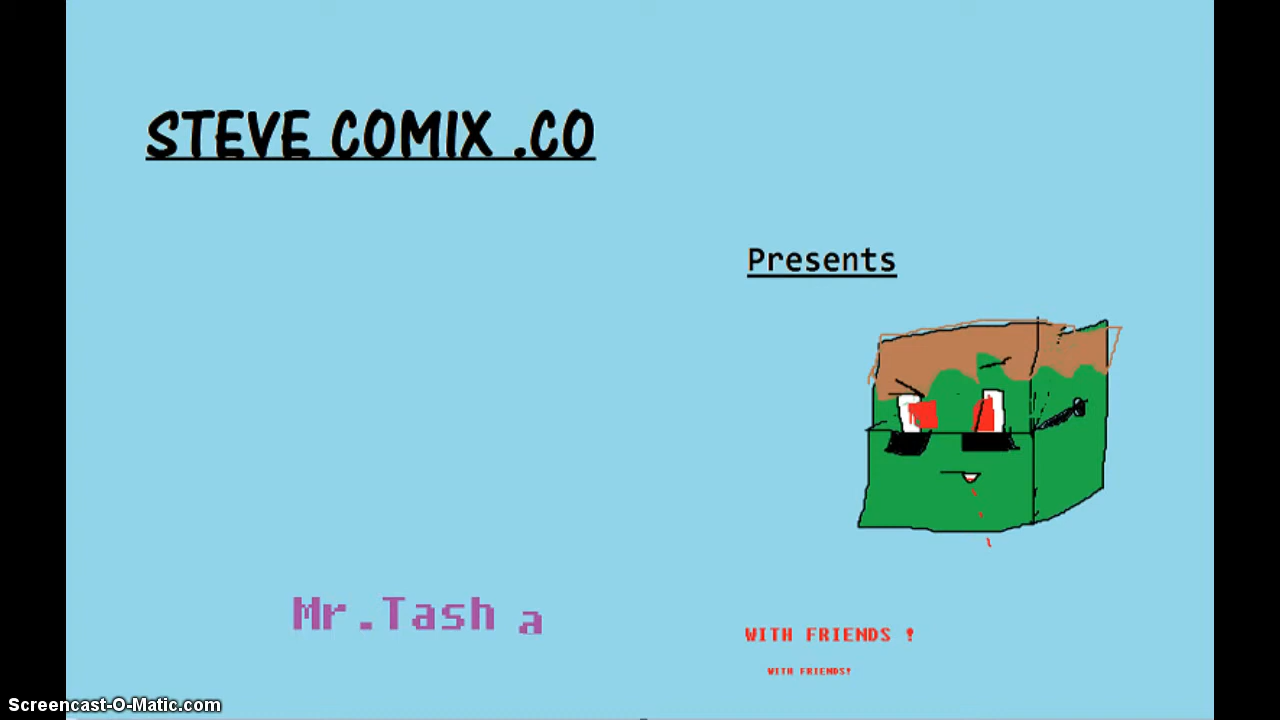 STEVE COMIX .CO
Presents
Mr.Tash a
WITH FRIENDS !
WITH FRIENDS!
Screencast-O-Matic.com